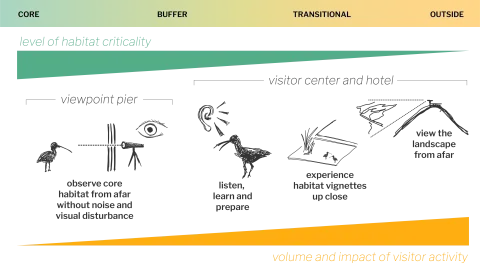 CORE BUFFER TRANSITIONAL OUTSIDE
level of habitat criticality
visitor center and hotel
viewpoint pier
observe core
habitat from afar
without noise and
visual disturbance
listen,
learn and
prepare
experience
habitat vignettes
up close
view the
landscape
from afar
volume and impact of visitor activity